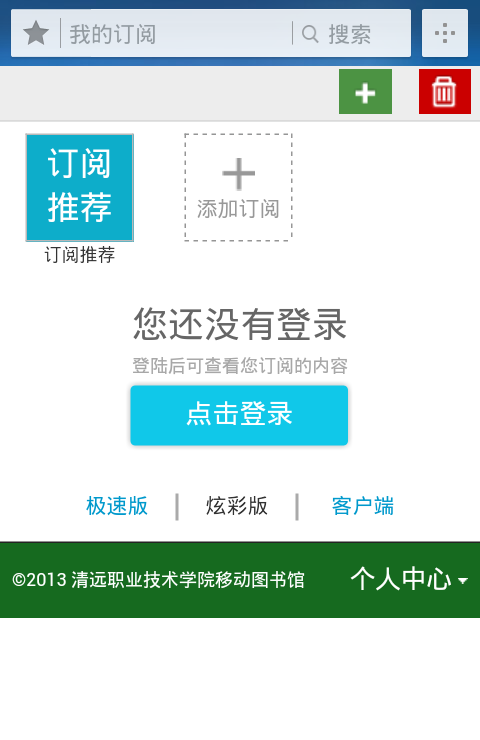 我的订阅
搜索
订阅
推荐
添加订阅
订阅推荐
您还没有登录
登陆后可查看您订阅的内容
点击登录
极速版
炫彩版
客户端
©2013 清远职业技术学院移动图书馆
个人中心